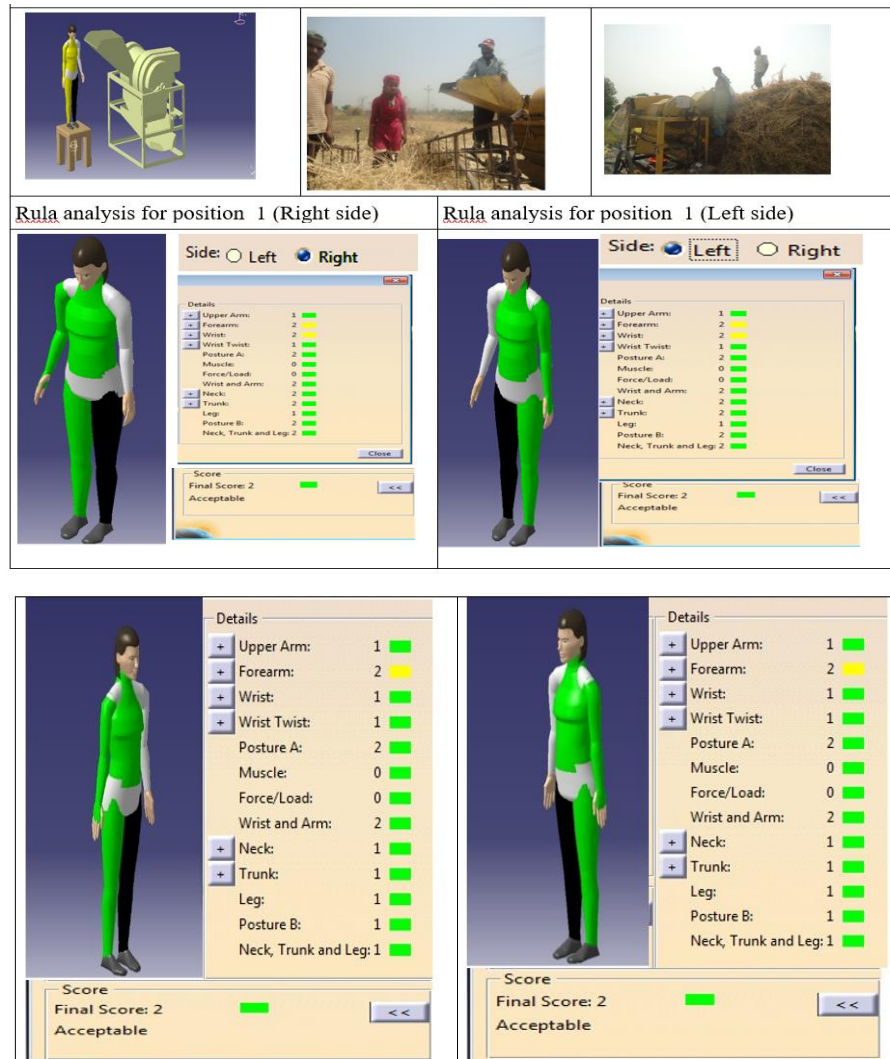 Rula analysis for position 1 (Right side)
Rula analysis for position 1 (Left side)
Side: Left Right
Details
+ Upper Arm: 1
+ Forearm: 2
+ Wrist: 2
+ Wrist Twist: 1
Posture A: 2
Muscle: 0
Force/Load: 0
Wrist and Arm: 2
+ Neck: 2
+ Trunk: 2
Leg: 1
Posture B: 2
Neck, Trunk and Leg: 2
Close
Score
Final Score: 2
<<
Acceptable
Side: Left Right
Details
+ Upper Arm: 1
+ Forearm: 2
+ Wrist: 2
+ Wrist Twist: 1
Posture A: 2
Muscle: 0
Force/Load: 0
Wrist and Arm: 2
+ Neck: 2
+ Trunk: 2
Leg: 1
Posture B: 2
Neck, Trunk and Leg: 2
Close
Score
Final Score: 2
<<
Acceptable
Details
+ Upper Arm: 1
+ Forearm: 2
+ Wrist: 1
+ Wrist Twist: 1
Posture A: 2
Muscle: 0
Force/Load: 0
Wrist and Arm: 2
+ Neck: 1
+ Trunk: 1
Leg: 1
Posture B: 1
Neck, Trunk and Leg: 1
Score
Final Score: 2
<<
Acceptable
Details
+ Upper Arm: 1
+ Forearm: 2
+ Wrist: 1
+ Wrist Twist: 1
Posture A: 2
Muscle: 0
Force/Load: 0
Wrist and Arm: 2
+ Neck: 1
+ Trunk: 1
Leg: 1
Posture B: 1
Neck, Trunk and Leg: 1
Score
Final Score: 2
<<
Acceptable